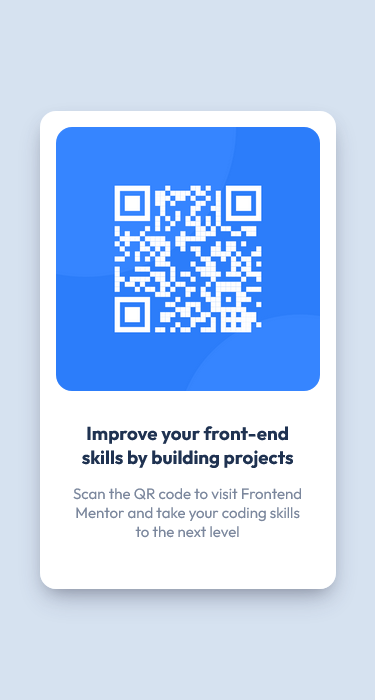 Improve your front-end
skills by building projects
Scan the QR code to visit Frontend
Mentor and take your coding skills
to the next level